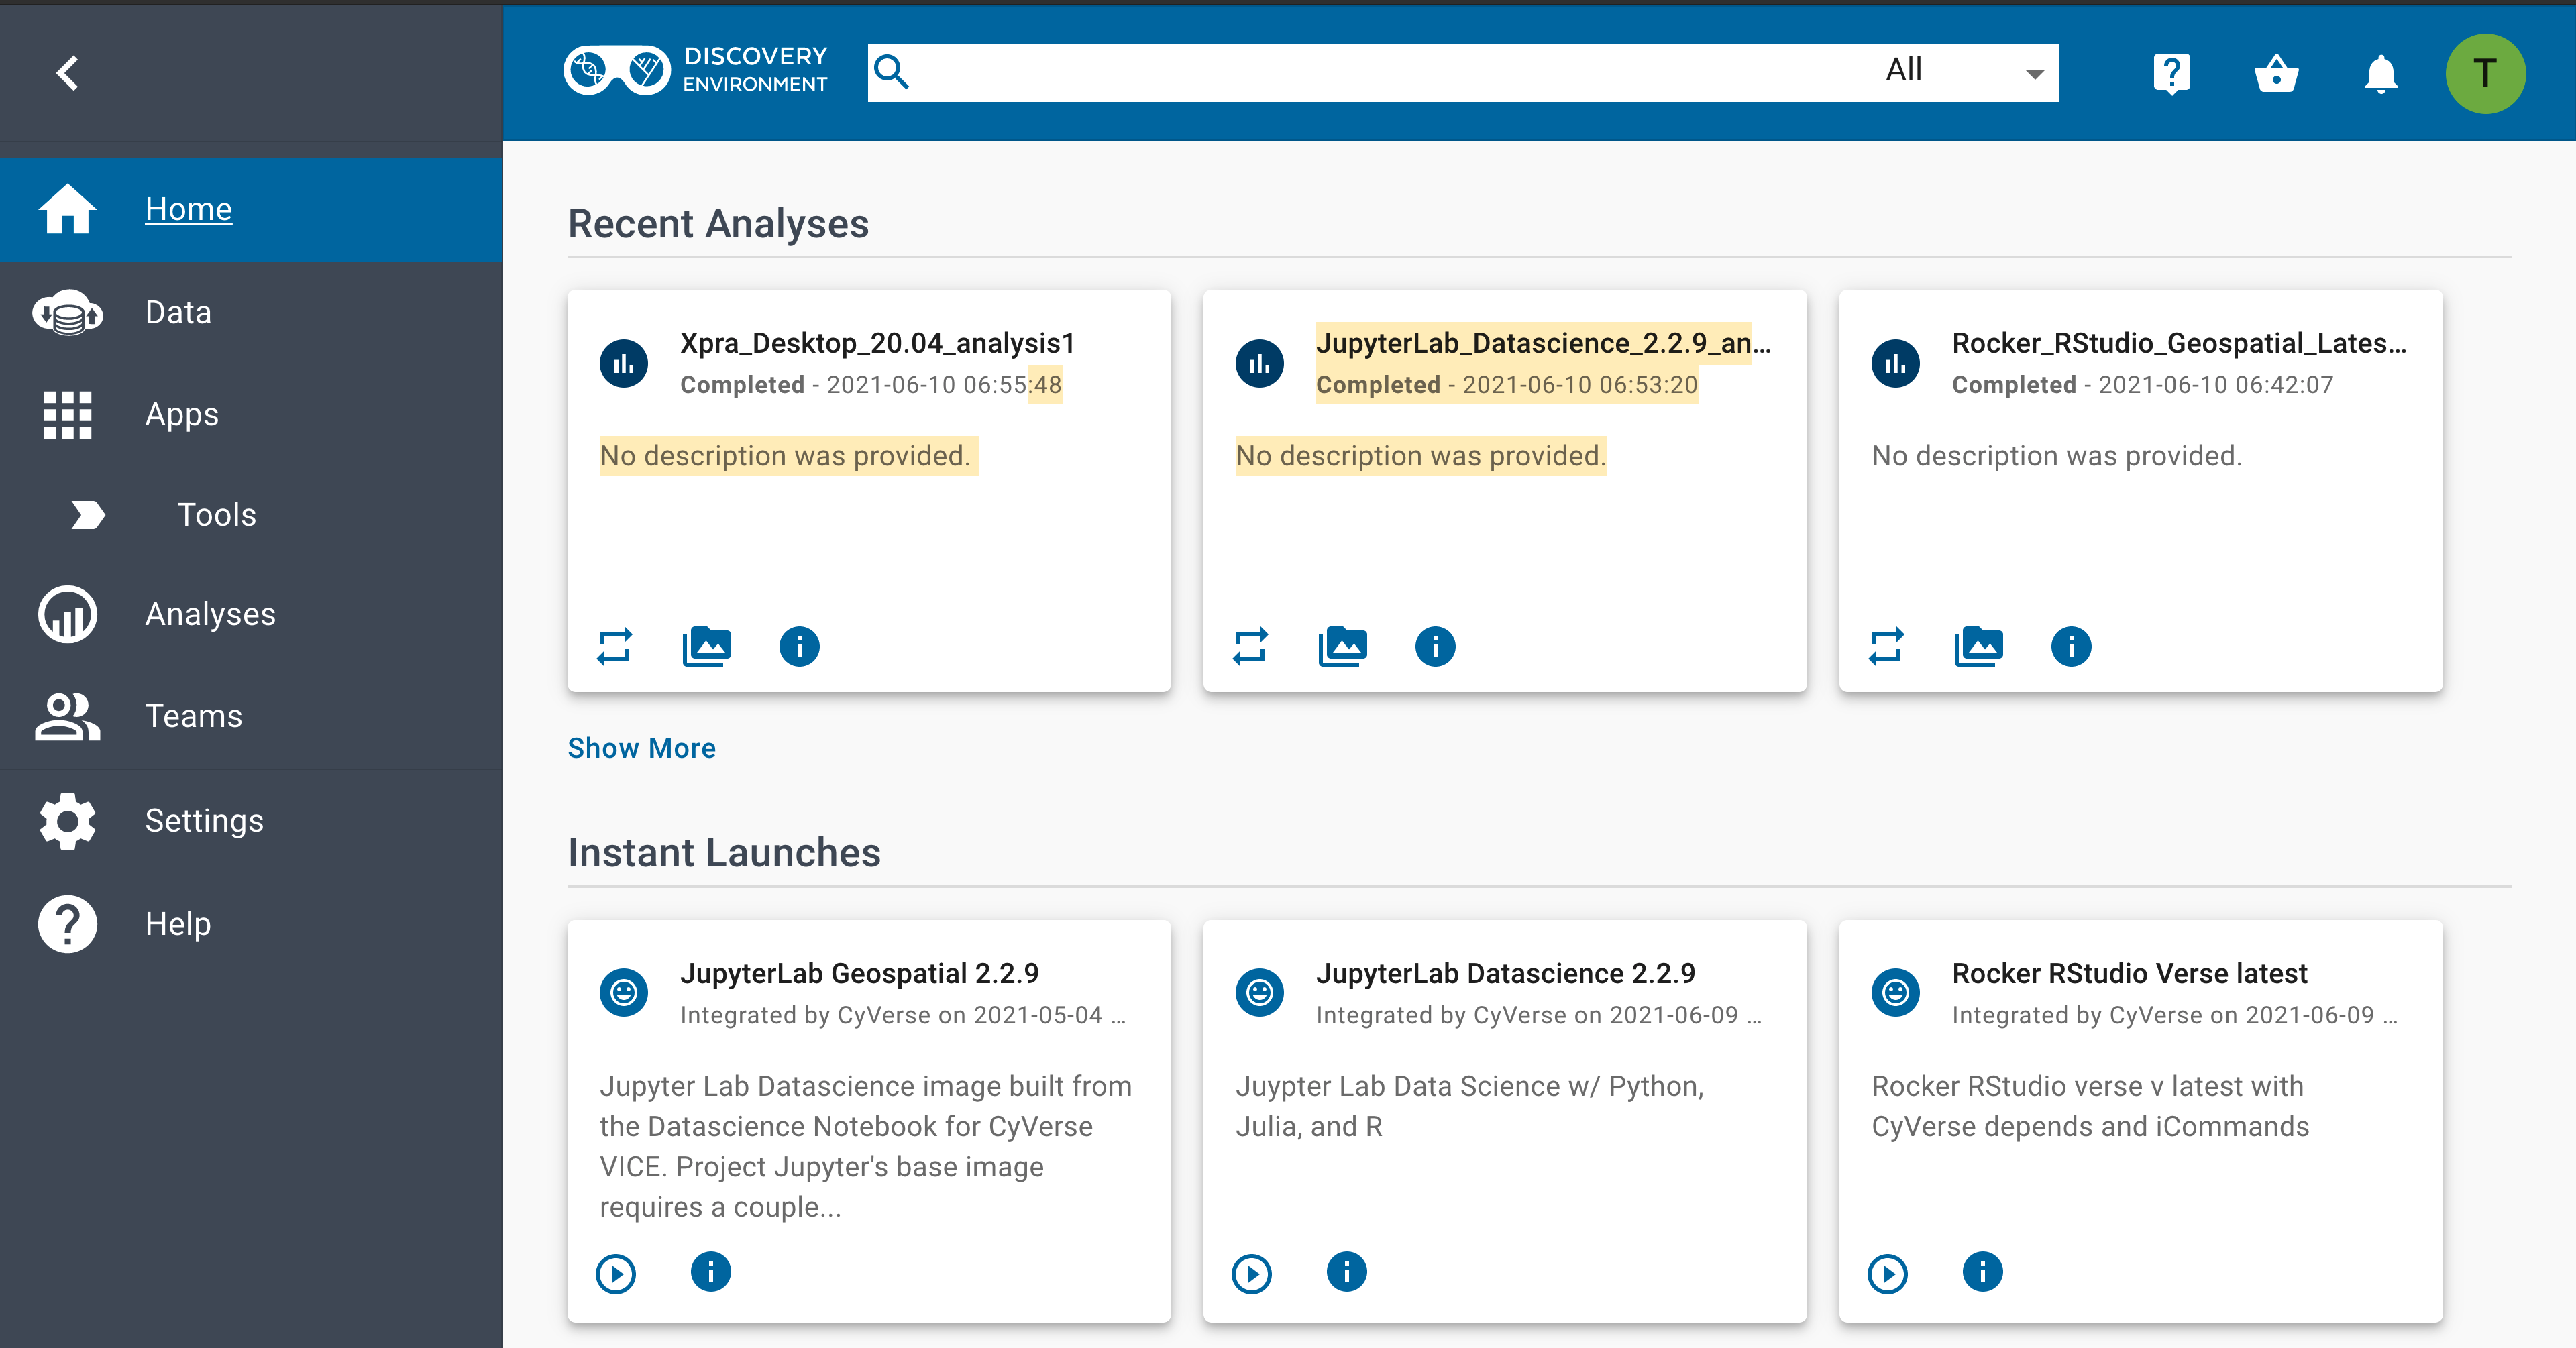 DISCOVERY
ENVIRONMENT
All
T
Home
Data
Apps
Tools
Analyses
Teams
Settings
Help
Recent Analyses
Xpra_Desktop_20.04_analysis1
Completed - 2021-06-10 06:55:48
No description was provided.
JupyterLab_Datascience_2.2.9_an...
Completed - 2021-06-10 06:53:20
No description was provided.
Rocker_RStudio_Geospatial_Lates...
Completed - 2021-06-10 06:42:07
No description was provided.
Show More
Instant Launches
JupyterLab Geospatial 2.2.9
Integrated by CyVerse on 2021-05-04 ...
Jupyter Lab Datascience image built from
the Datascience Notebook for CyVerse
VICE. Project Jupyter's base image
requires a couple...
JupyterLab Datascience 2.2.9
Integrated by CyVerse on 2021-06-09 ...
Juypter Lab Data Science w/ Python,
Julia, and R
Rocker RStudio Verse latest
Integrated by CyVerse on 2021-06-09 ...
Rocker RStudio verse v latest with
CyVerse depends and iCommands